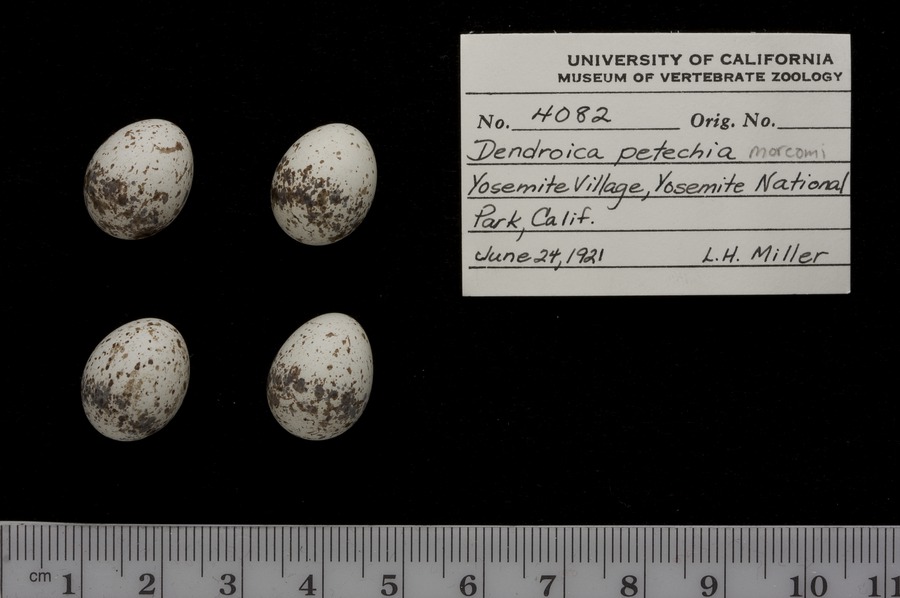 UNIVERSITY OF CALIFORNIA
MUSEUM OF VERTEBRATE ZOOLOGY
No. 4082 Orig. No.
Dendroica petechia morcomi
Yosemite Village, Yosemite National
Park, Calif.
June 24, 1921 L.H. Miller
cm 1 2 3 4 5 6 7 8 9 10 11